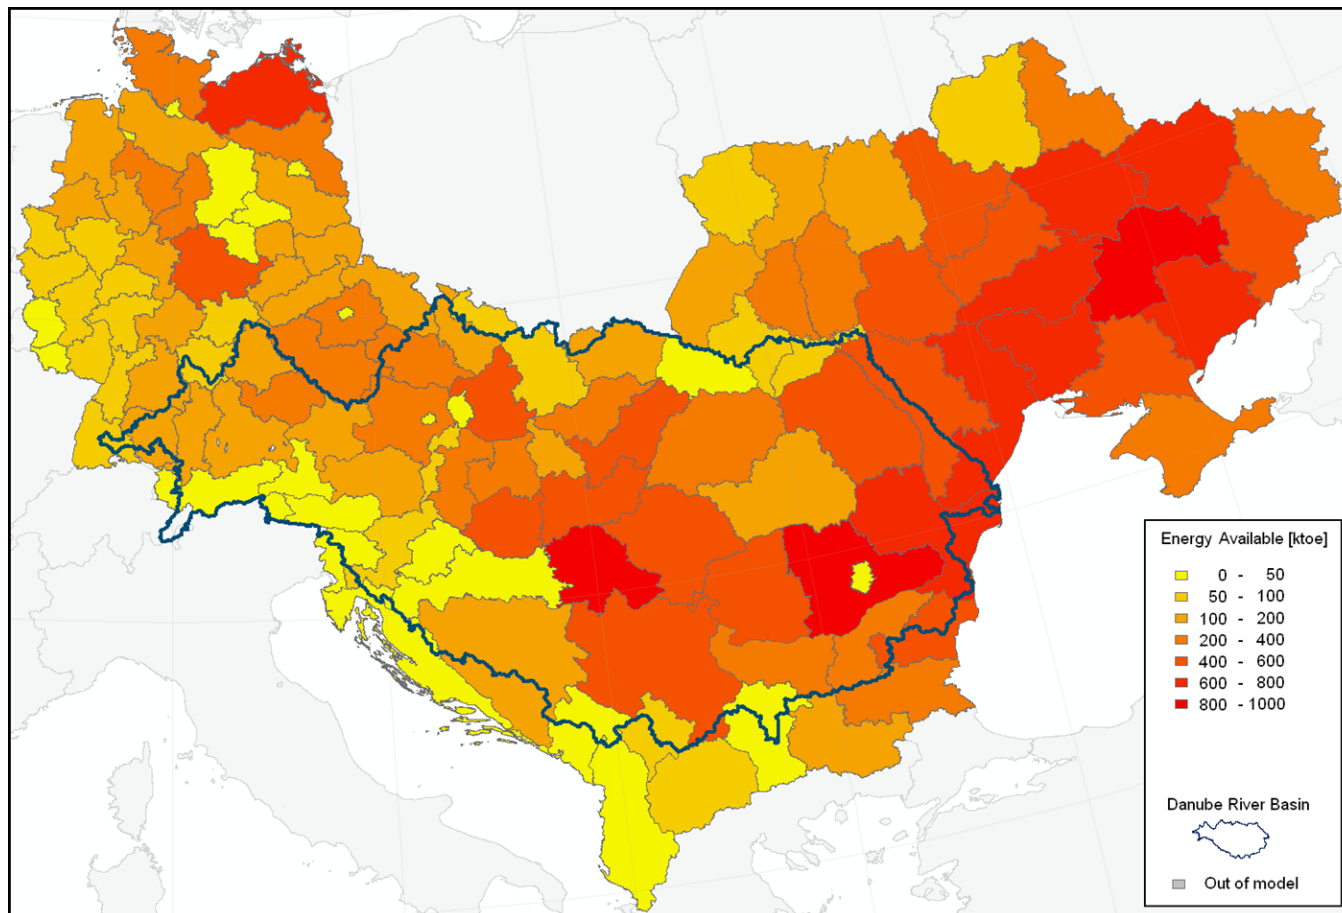 Energy Available [ktoe]
0 - 50
50 - 100
100 - 200
200 - 400
400 - 600
600 - 800
800 - 1000
Danube River Basin
Out of model